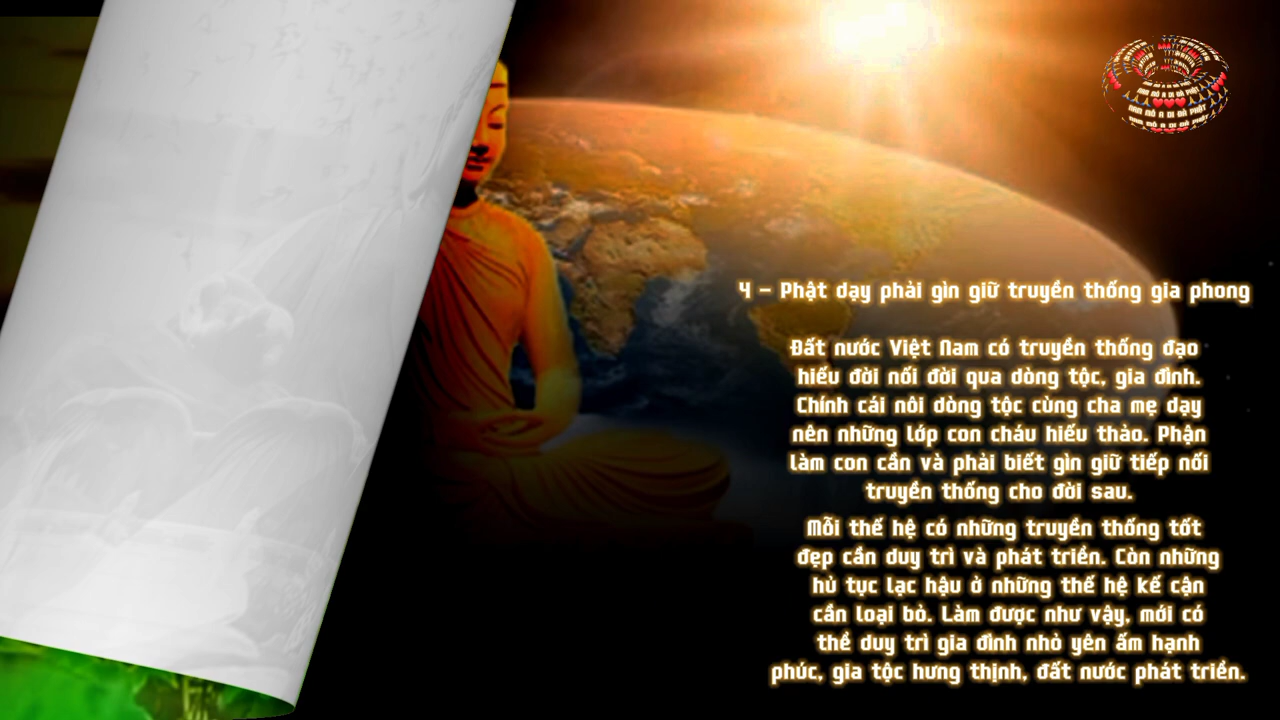 NAM MÔ A DI ĐÀ PHẬT
4 - Phật dạy phải gìn giữ truyền thống gia phong
Đất nước Việt Nam có truyền thống đạo
hiếu đời nối đời qua dòng tộc, gia đình.
Chính cái nôi dòng tộc cùng cha mẹ dạy
nên những lớp con cháu hiếu thảo. Phận
làm con cần và phải biết gìn giữ tiếp nối
truyền thống cho đời sau.
Mỗi thế hệ có những truyền thống tốt
đẹp cần duy trì và phát triển. Còn những
hủ tục lạc hậu ở những thế hệ kế cận
cần loại bỏ. Làm được như vậy, mới có
thể duy trì gia đình nhỏ yên ấm hạnh
phúc, gia tộc hưng thịnh, đất nước phát triển.